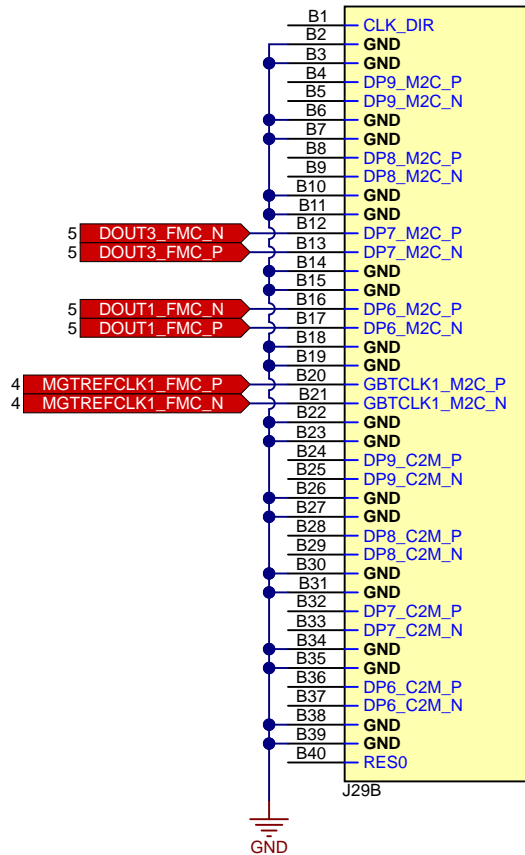 B1 CLK_DIR
B2 GND
B3 GND
B4 DP9_M2C_P
B5 DP9_M2C_N
B6 GND
B7 GND
B8 DP8_M2C_P
B9 DP8_M2C_N
B10 GND
B11 GND
5 DOUT3_FMC_N B12 DP7_M2C_P
5 DOUT3_FMC_P B13 DP7_M2C_N
B14 GND
B15 GND
5 DOUT1_FMC_N B16 DP6_M2C_P
5 DOUT1_FMC_P B17 DP6_M2C_N
B18 GND
B19 GND
4 MGTREFCLK1_FMC_P B20 GBTCLK1_M2C_P
4 MGTREFCLK1_FMC_N B21 GBTCLK1_M2C_N
B22 GND
B23 GND
B24 DP9_C2M_P
B25 DP9_C2M_N
B26 GND
B27 GND
B28 DP8_C2M_P
B29 DP8_C2M_N
B30 GND
B31 GND
B32 DP7_C2M_P
B33 DP7_C2M_N
B34 GND
B35 GND
B36 DP6_C2M_P
B37 DP6_C2M_N
B38 GND
B39 GND
B40 RES0
J29B
GND